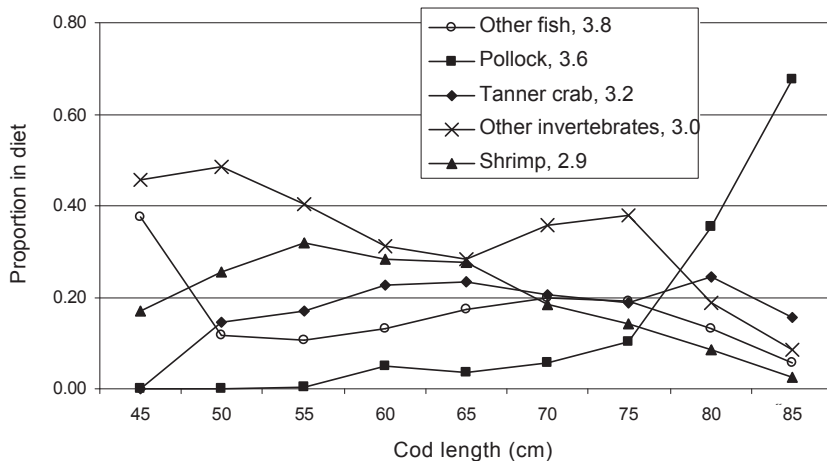 0.80
0.60
0.40
0.20
0.00
Proportion in diet
Other fish, 3.8
Pollock, 3.6
Tanner crab, 3.2
Other invertebrates, 3.0
Shrimp, 2.9
45 50 55 60 65 70 75 80 85
Cod length (cm)